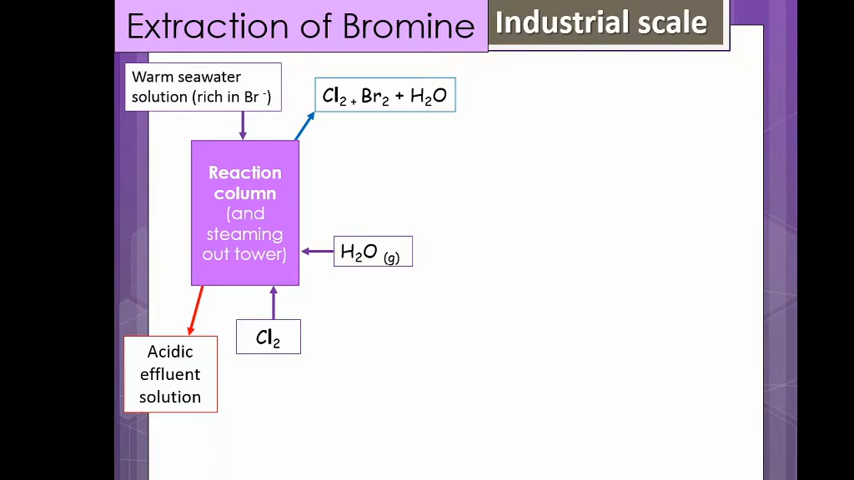 Extraction of Bromine
Industrial scale
Warm seawater
solution (rich in Br⁻)
Cl₂ + Br₂ + H₂O
Reaction
column
(and
steaming
out tower)
H₂O (g)
Cl₂
Acidic
effluent
solution